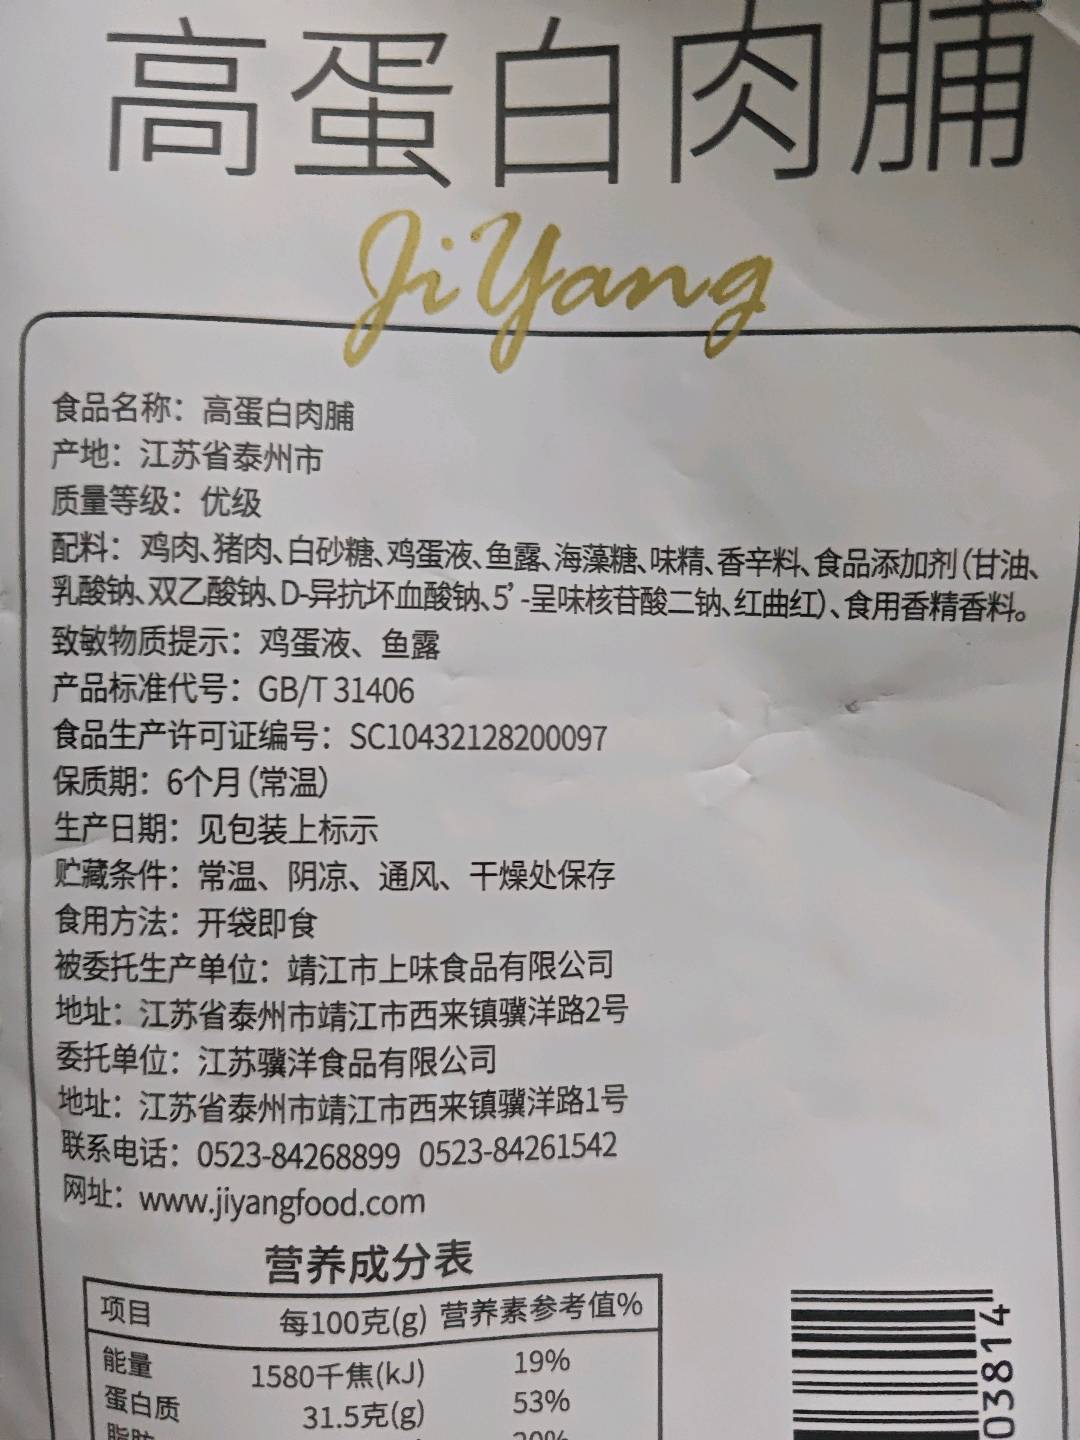 高蛋白肉脯
JiYang
食品名称：高蛋白肉脯
产地：江苏省泰州市
质量等级：优级
配料：鸡肉、猪肉、白砂糖、鸡蛋液、鱼露、海藻糖、味精、香辛料、食品添加剂（甘油、
乳酸钠、双乙酸钠、D-异抗坏血酸钠、5’-呈味核苷酸二钠、红曲红）、食用香精香料。
致敏物质提示：鸡蛋液、鱼露
产品标准代号：GB/T 31406
食品生产许可证编号：SC10432128200097
保质期：6个月（常温）
生产日期：见包装上标示
贮藏条件：常温、阴凉、通风、干燥处保存
食用方法：开袋即食
被委托生产单位：靖江市上味食品有限公司
地址：江苏省泰州市靖江市西来镇骥洋路2号
委托单位：江苏骥洋食品有限公司
地址：江苏省泰州市靖江市西来镇骥洋路1号
联系电话：0523-84268899 0523-84261542
网址：www.jiyangfood.com
营养成分表
项目 每100克(g) 营养素参考值%
能量 1580千焦(kJ) 19%
蛋白质 31.5克(g) 53%
脂肪 20%
03814